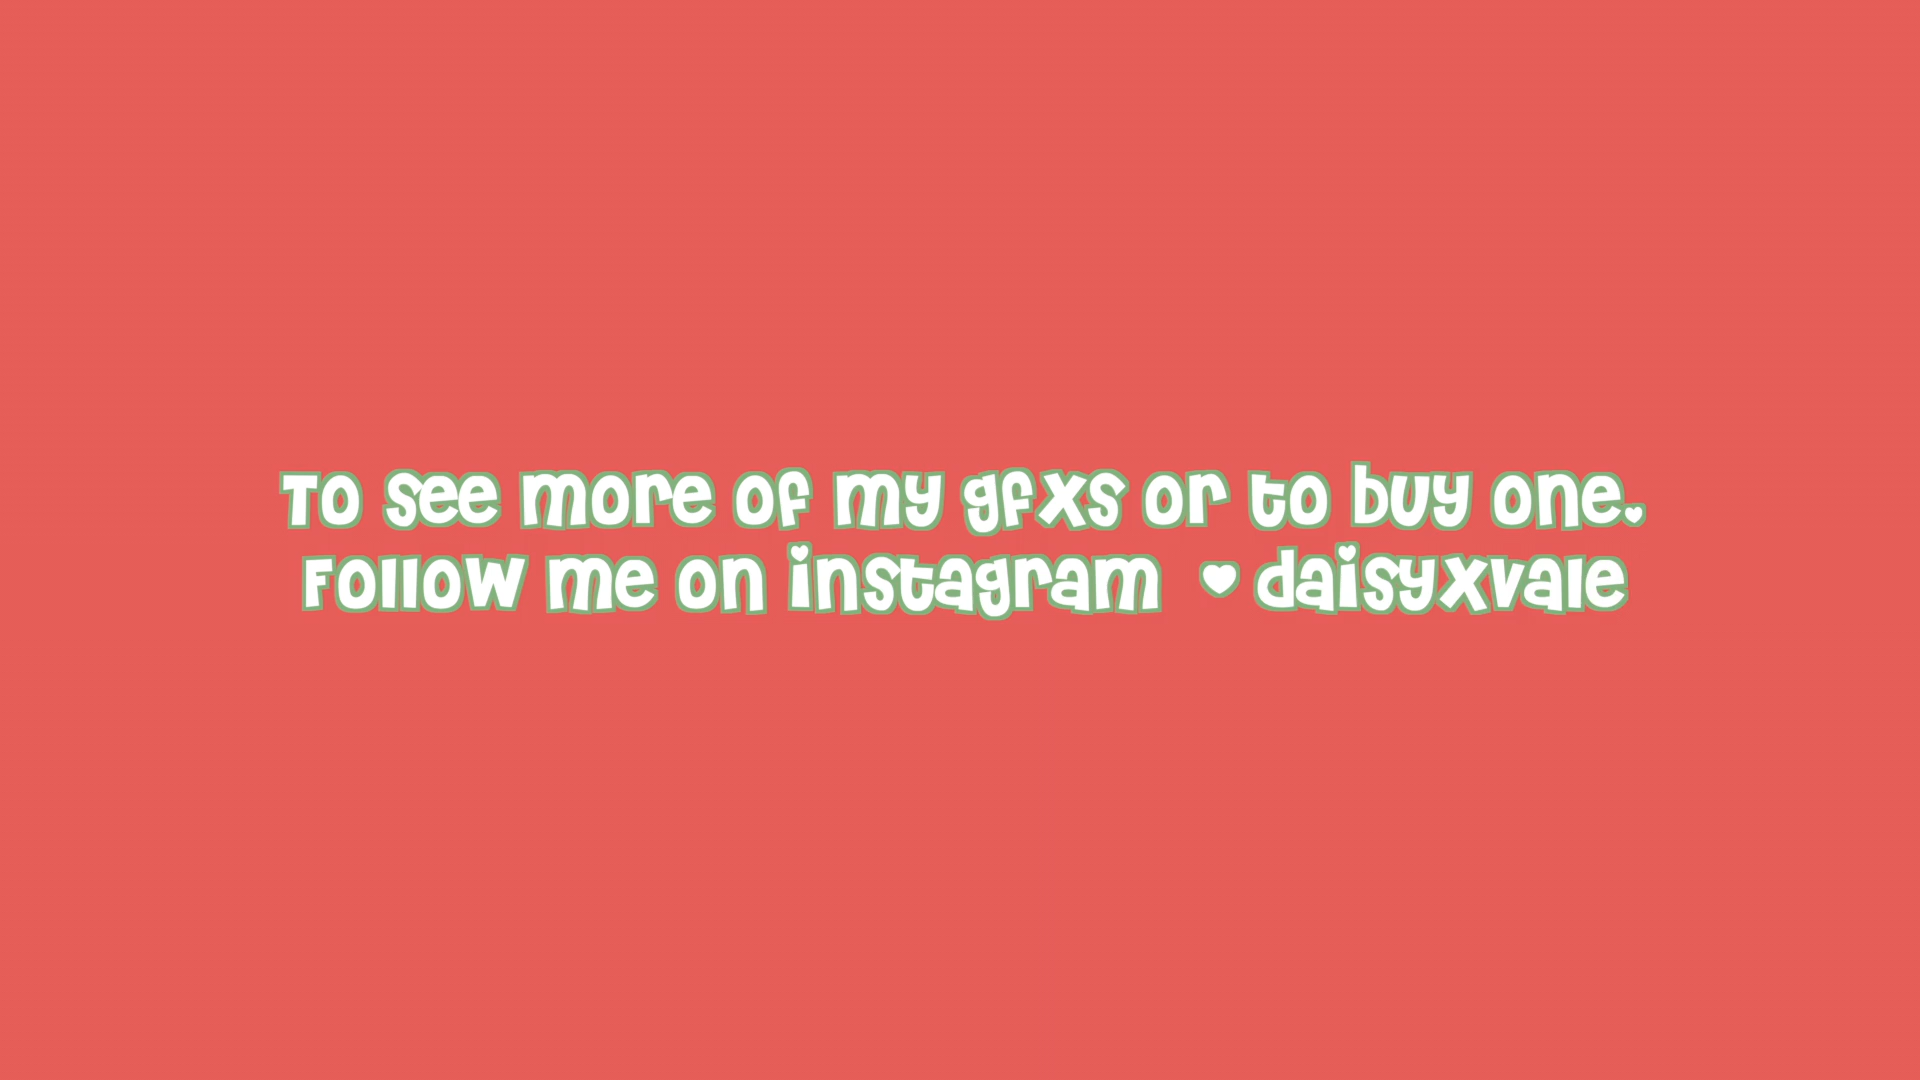 To see more of my gfxs or to buy one.
Follow me on instagram ♥ daisyxvale